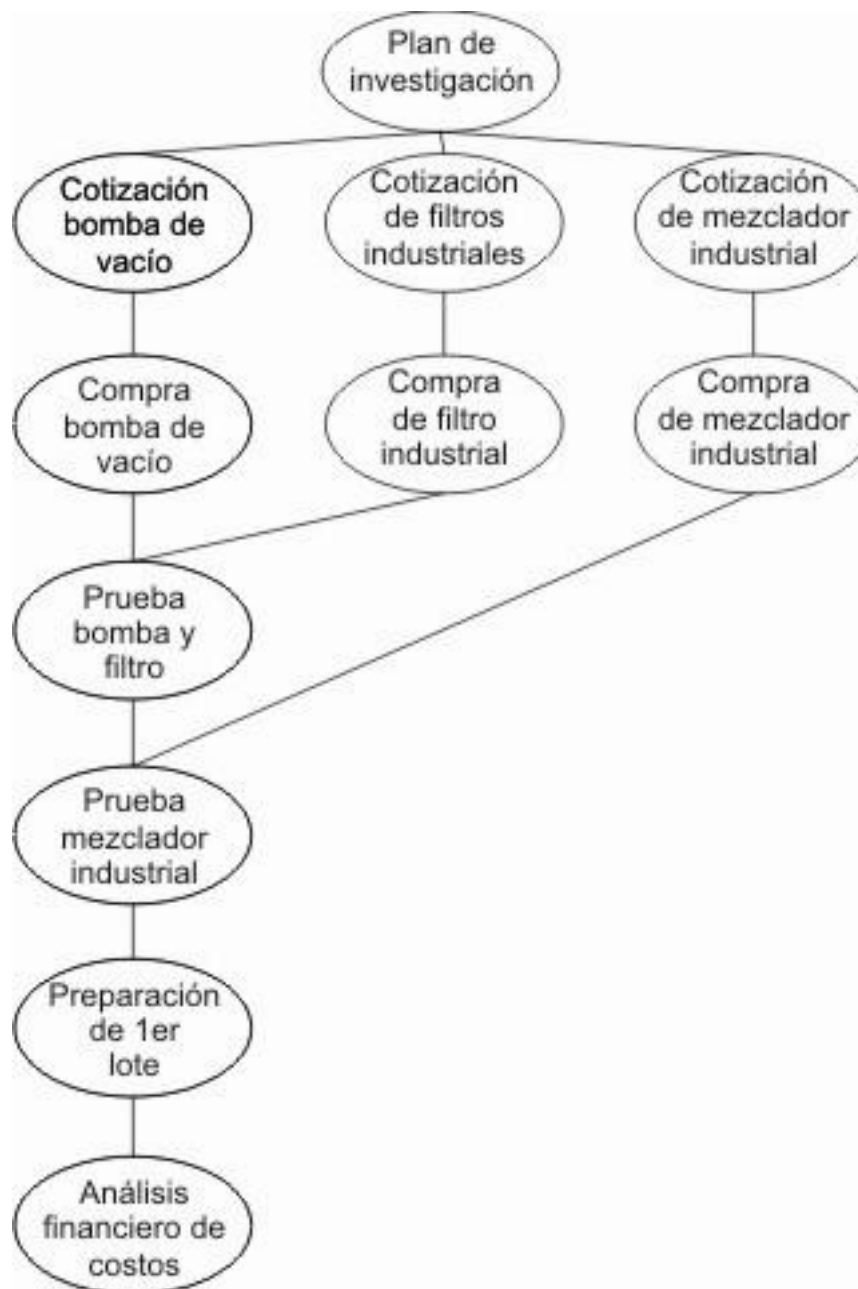 Plan de
investigación
Cotización
bomba de
vacío
Cotización
de filtros
industriales
Cotización
de mezclador
industrial
Compra
bomba de
vacío
Compra
de filtro
industrial
Compra
de mezclador
industrial
Prueba
bomba y
filtro
Prueba
mezclador
industrial
Preparación
de 1er
lote
Análisis
financiero de
costos